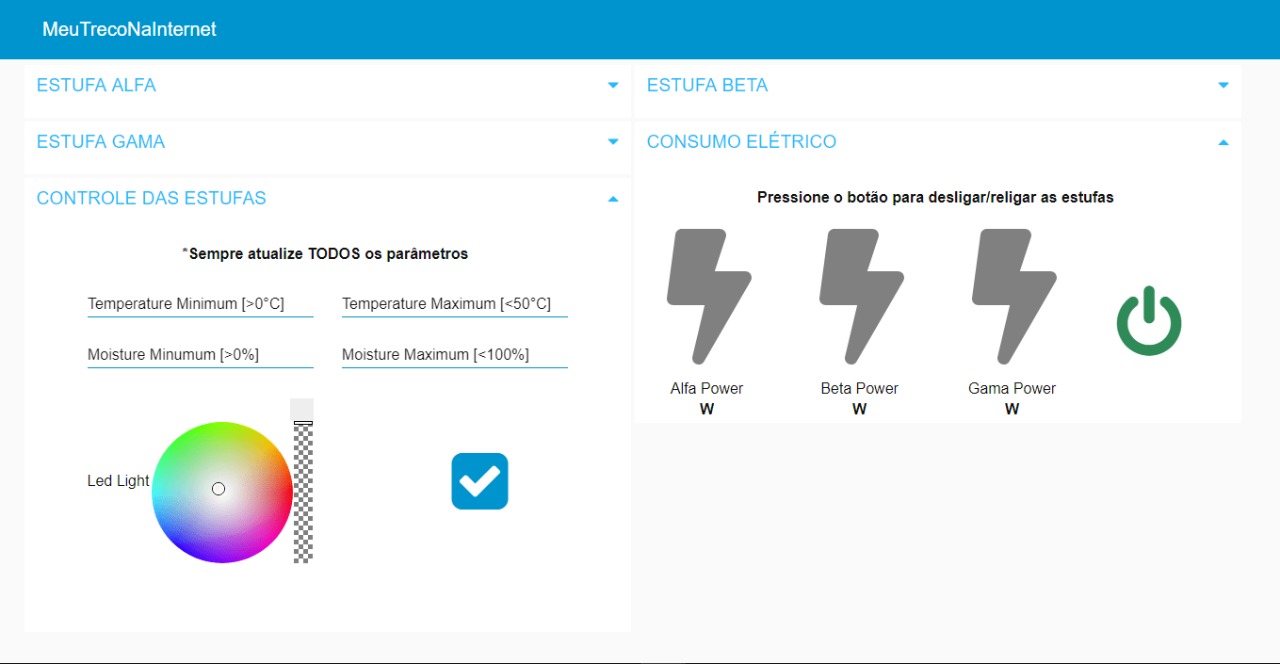 MeuTrecoNaInternet
ESTUFA ALFA
ESTUFA BETA
ESTUFA GAMA
CONSUMO ELÉTRICO
CONTROLE DAS ESTUFAS
Pressione o botão para desligar/religar as estufas
*Sempre atualize TODOS os parâmetros
Temperature Minimum [>0°C]
Temperature Maximum [<50°C]
Moisture Minumum [>0%]
Moisture Maximum [<100%]
Alfa Power
W
Beta Power
W
Gama Power
W
Led Light